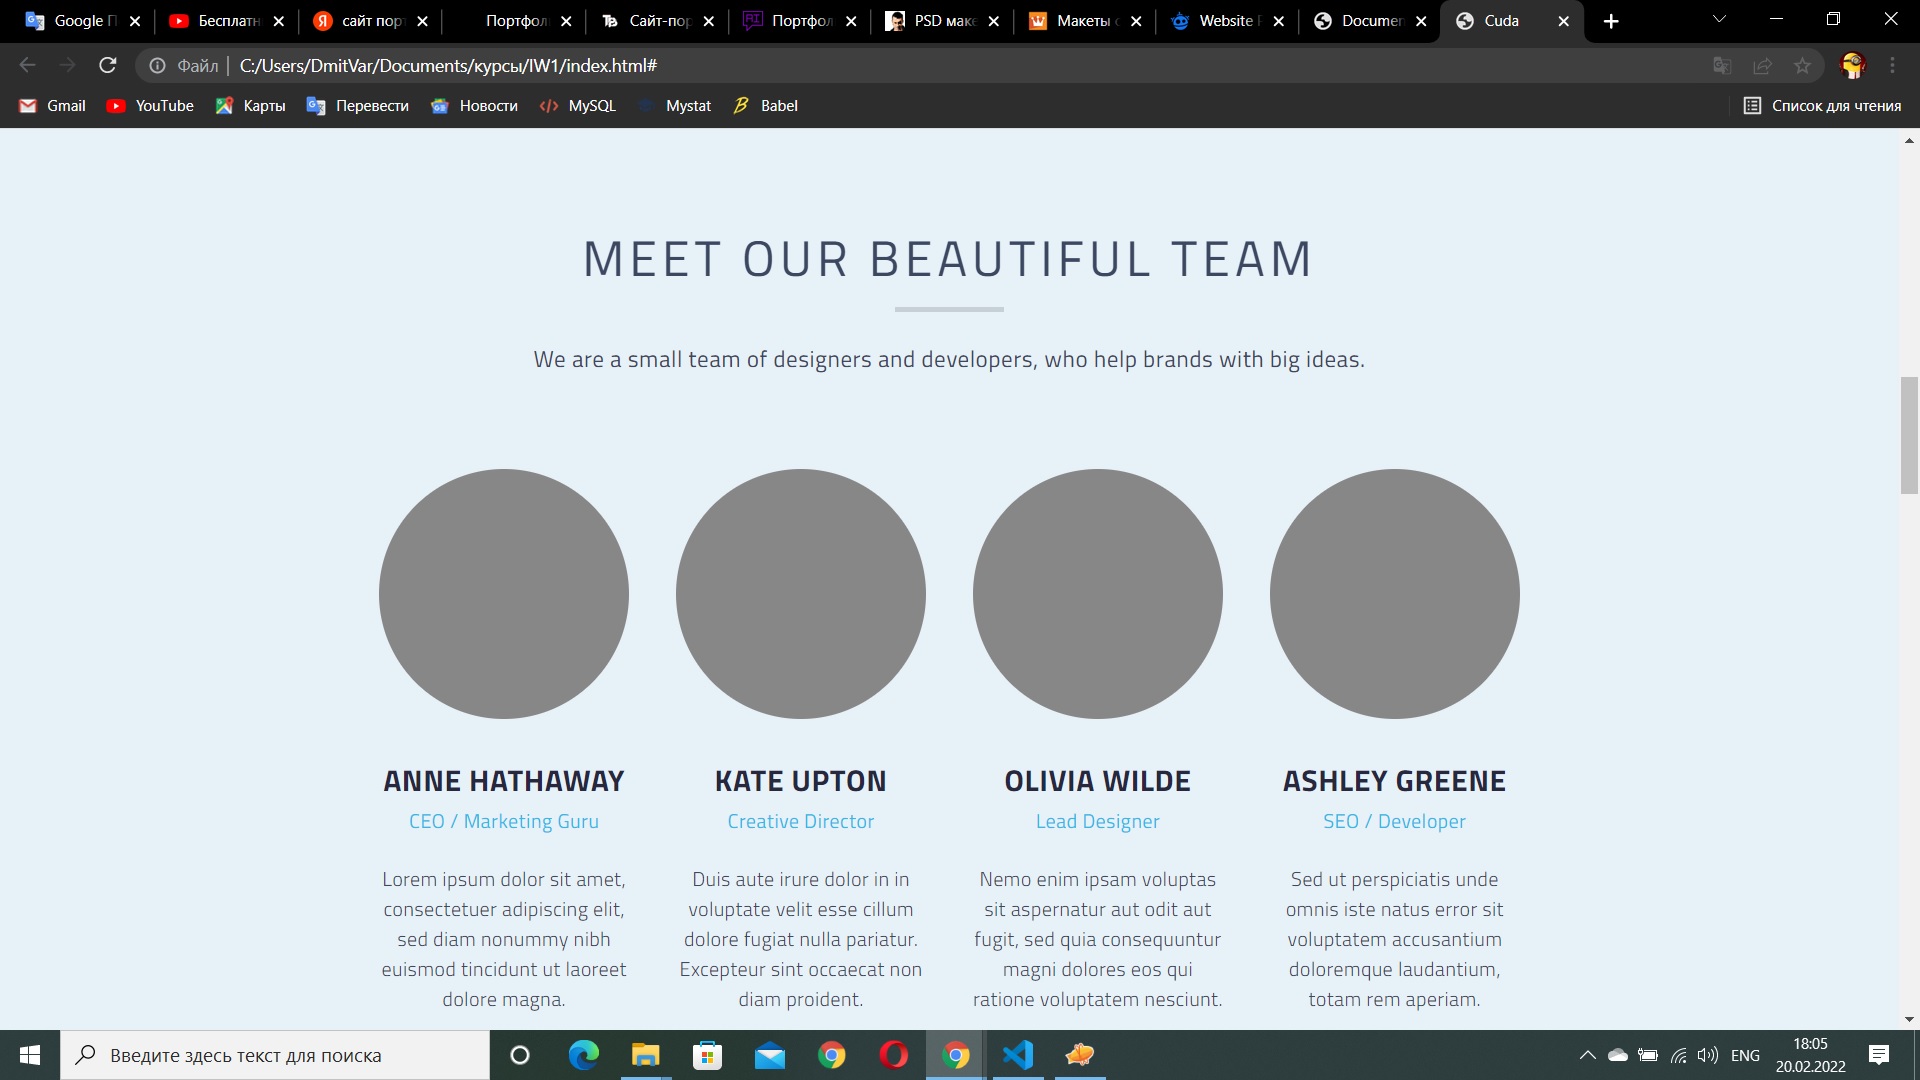 Google П
Бесплатн
сайт пор
Портфол
Сайт-пор
Портфол
PSD маке
Макеты с
Website
Documen
Cuda
Файл
C:/Users/DmitVar/Documents/курсы/IW1/index.html#
Gmail
YouTube
Карты
Перевести
Новости
MySQL
Mystat
Babel
Список для чтения
MEET OUR BEAUTIFUL TEAM
We are a small team of designers and developers, who help brands with big ideas.
ANNE HATHAWAY
CEO / Marketing Guru
Lorem ipsum dolor sit amet,
consectetuer adipiscing elit,
sed diam nonummy nibh
euismod tincidunt ut laoreet
dolore magna.
KATE UPTON
Creative Director
Duis aute irure dolor in in
voluptate velit esse cillum
dolore fugiat nulla pariatur.
Excepteur sint occaecat non
diam proident.
OLIVIA WILDE
Lead Designer
Nemo enim ipsam voluptas
sit aspernatur aut odit aut
fugit, sed quia consequuntur
magni dolores eos qui
ratione voluptatem nesciunt.
ASHLEY GREENE
SEO / Developer
Sed ut perspiciatis unde
omnis iste natus error sit
voluptatem accusantium
doloremque laudantium,
totam rem aperiam.
Введите здесь текст для поиска
ENG
18:05
20.02.2022